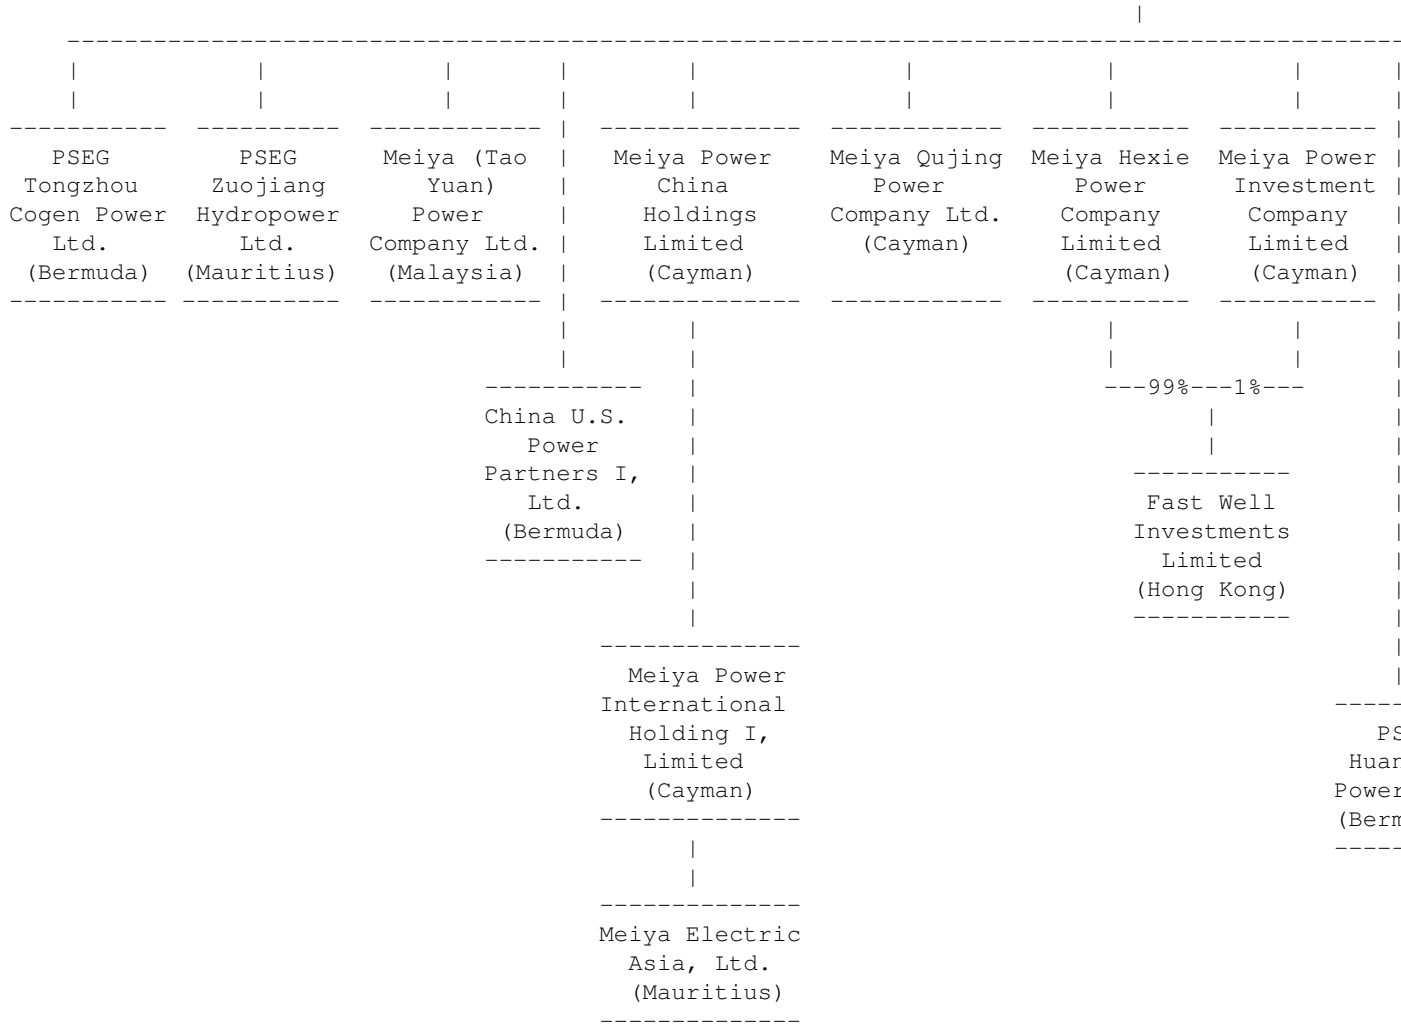 PSEG PSEG Meiya (Tao Meiya Power Meiya Qujing Meiya Hexie Meiya Power
Tongzhou Zuojiang Yuan) China Power Power Investment
Cogen Power Hydropower Power Holdings Company Ltd. Company Company
Ltd. Ltd. Company Ltd. Limited (Cayman) Limited Limited
(Bermuda) (Mauritius) (Malaysia) (Cayman) (Cayman) (Cayman)
---99%---1%---
China U.S.
Power
Partners I, 
Ltd. Fast Well
(Bermuda) Investments
Limited
(Hong Kong)
Meiya Power
International
Holding I,
Limited
(Cayman)
Meiya Electric
Asia, Ltd.
(Mauritius)